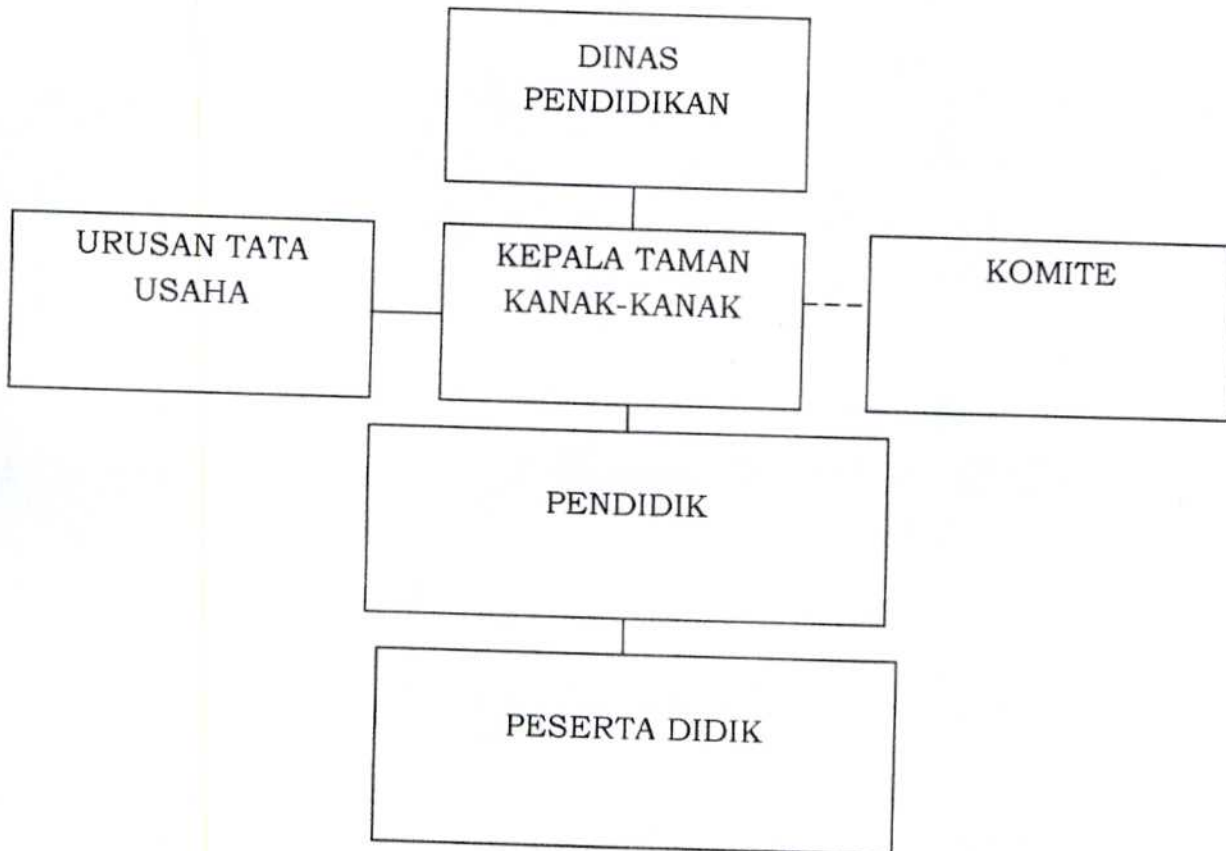 DINAS
PENDIDIKAN
URUSAN TATA
USAHA
KEPALA TAMAN
KANAK-KANAK
KOMITE
PENDIDIK
PESERTA DIDIK